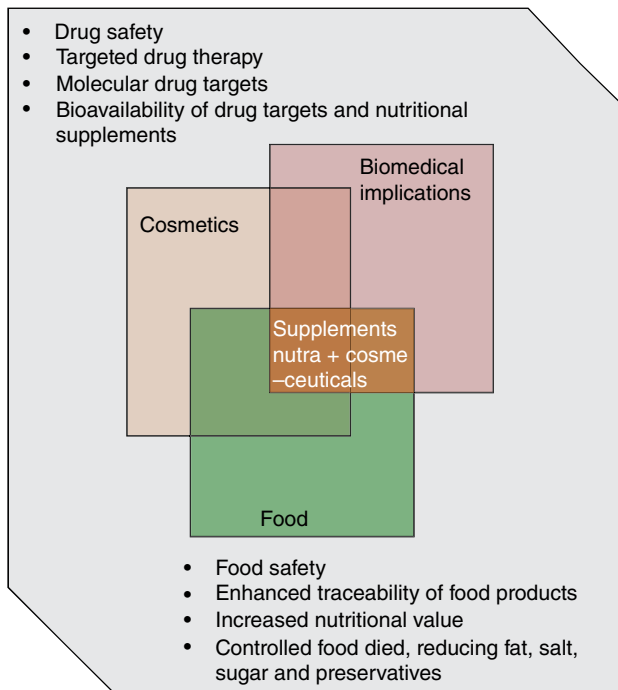 • Drug safety
• Targeted drug therapy
• Molecular drug targets
• Bioavailability of drug targets and nutritional
supplements
Biomedical
implications
Cosmetics
Supplements
nutra + cosme
–ceuticals
Food
• Food safety
• Enhanced traceability of food products
• Increased nutritional value
• Controlled food died, reducing fat, salt,
sugar and preservatives